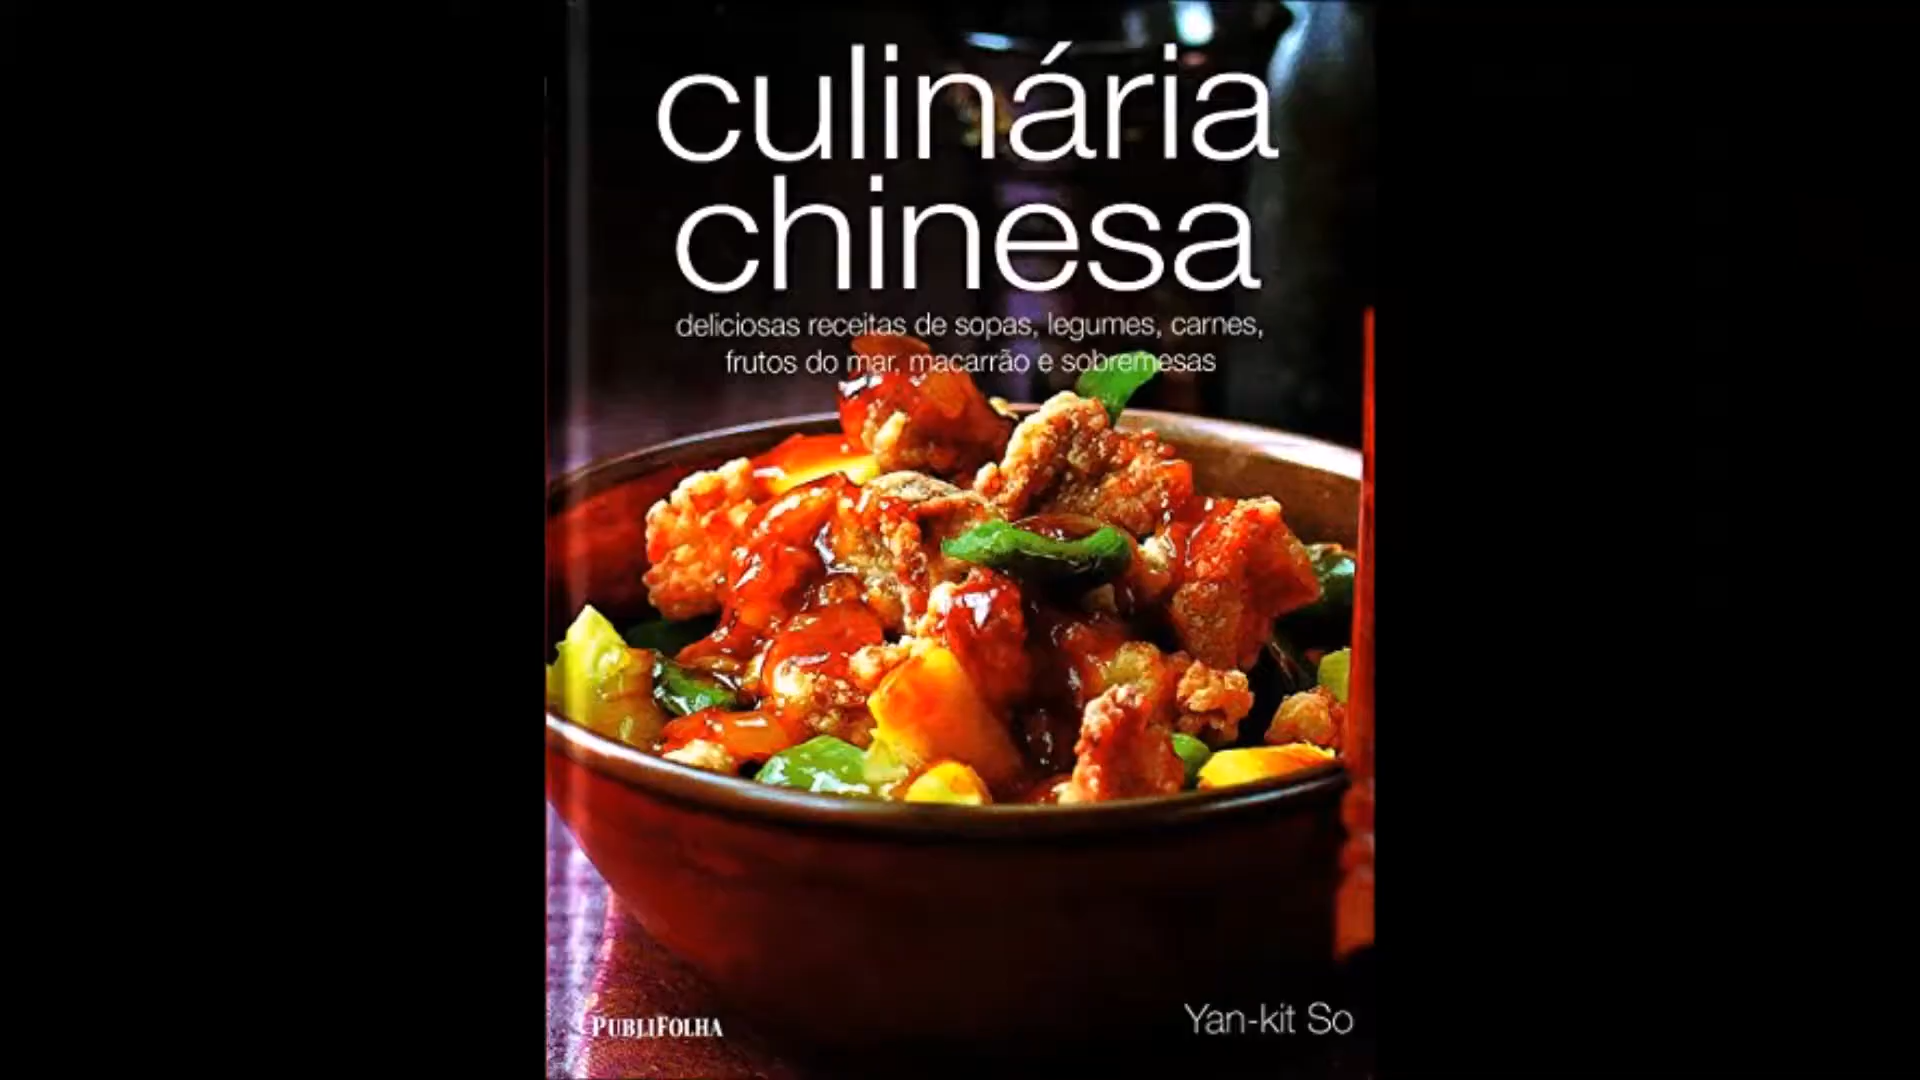 culinária
chinesa
deliciosas receitas de sopas, legumes, carnes,
frutos do mar, macarrão e sobremesas
PUBLIFOLHA
Yan-kit So